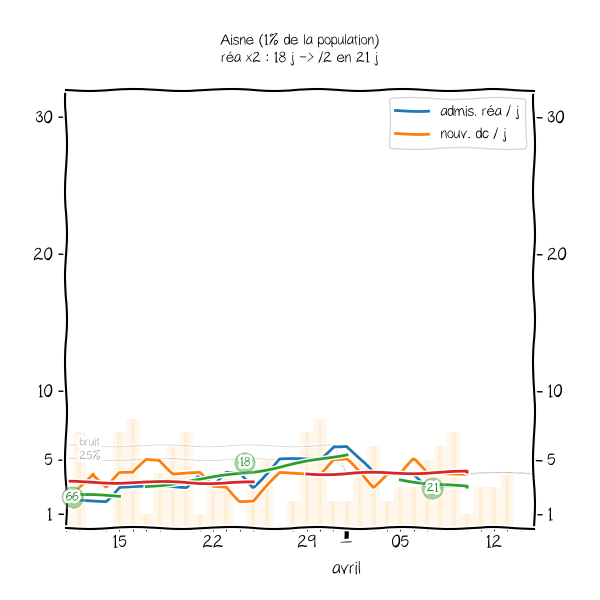 Aisne (1% de la population)
réa x2 : 18 j -> /2 en 21 j
admis. réa / j
nouv. dc / j
30 30
20 20
10 10
bruit
25%
5 5
1 1
66
18
21
15 22 29 05 12
avril